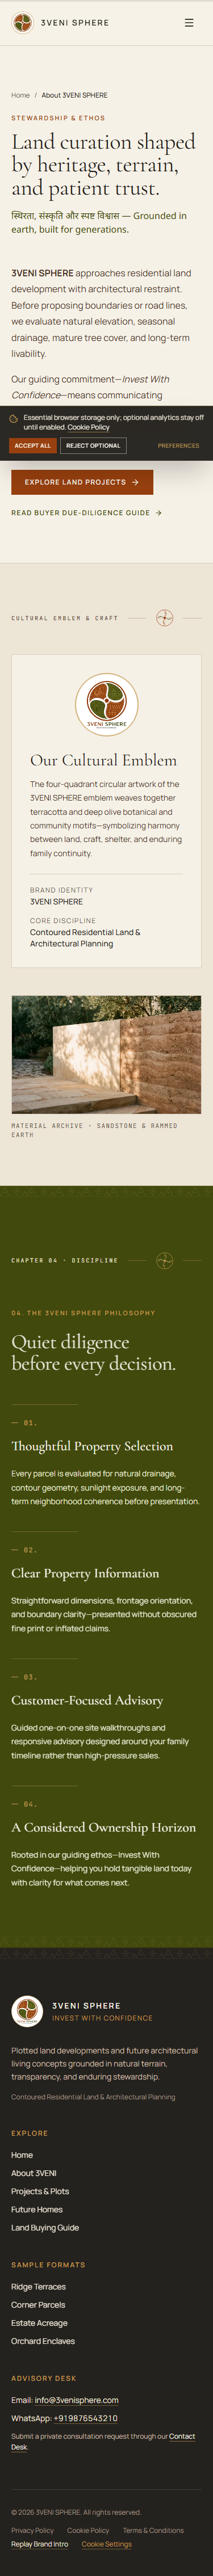 3VENI SPHERE
Home / About 3VENI SPHERE
STEWARDSHIP & ETHOS
Land curation shaped
by heritage, terrain,
and patient trust.
स्थिरता, संस्कृति और स्पष्ट विश्वास — Grounded in
earth, built for generations.
3VENI SPHERE approaches residential land
development with architectural restraint.
Before proposing boundaries or road lines,
we evaluate natural elevation, seasonal
drainage, mature tree cover, and long-term
livability.
Our guiding commitment—Invest With
Confidence—means communicating
Essential browser storage only; optional analytics stay off
until enabled. Cookie Policy
ACCEPT ALL
REJECT OPTIONAL
PREFERENCES
EXPLORE LAND PROJECTS →
READ BUYER DUE-DILIGENCE GUIDE →
CULTURAL EMBLEM & CRAFT
3VENI SPHERE
Our Cultural Emblem
The four-quadrant circular artwork of the
3VENI SPHERE emblem weaves together
terracotta and deep olive botanical and
community motifs—symbolizing harmony
between land, craft, shelter, and enduring
family continuity.
BRAND IDENTITY
3VENI SPHERE
CORE DISCIPLINE
Contoured Residential Land &
Architectural Planning
MATERIAL ARCHIVE · SANDSTONE & RAMMED
EARTH
CHAPTER 04 · DISCIPLINE
04. THE 3VENI SPHERE PHILOSOPHY
Quiet diligence
before every decision.
— 01.
Thoughtful Property Selection
Every parcel is evaluated for natural drainage,
contour geometry, sunlight exposure, and long-
term neighborhood coherence before presentation.
— 02.
Clear Property Information
Straightforward dimensions, frontage orientation,
and boundary clarity—presented without obscured
fine print or inflated claims.
— 03.
Customer-Focused Advisory
Guided one-on-one site walkthroughs and
responsive advisory designed around your family
timeline rather than high-pressure sales.
— 04.
A Considered Ownership Horizon
Rooted in our guiding ethos—Invest With
Confidence—helping you hold tangible land today
with clarity for what comes next.
3VENI SPHERE
INVEST WITH CONFIDENCE
Plotted land developments and future architectural
living concepts grounded in natural terrain,
transparency, and enduring stewardship.
Contoured Residential Land & Architectural Planning
EXPLORE
Home
About 3VENI
Projects & Plots
Future Homes
Land Buying Guide
SAMPLE FORMATS
Ridge Terraces
Corner Parcels
Estate Acreage
Orchard Enclaves
ADVISORY DESK
Email: info@3venisphere.com
WhatsApp: +919876543210
Submit a private consultation request through our Contact
Desk.
© 2026 3VENI SPHERE. All rights reserved.
Privacy Policy Cookie Policy Terms & Conditions
Replay Brand Intro Cookie Settings